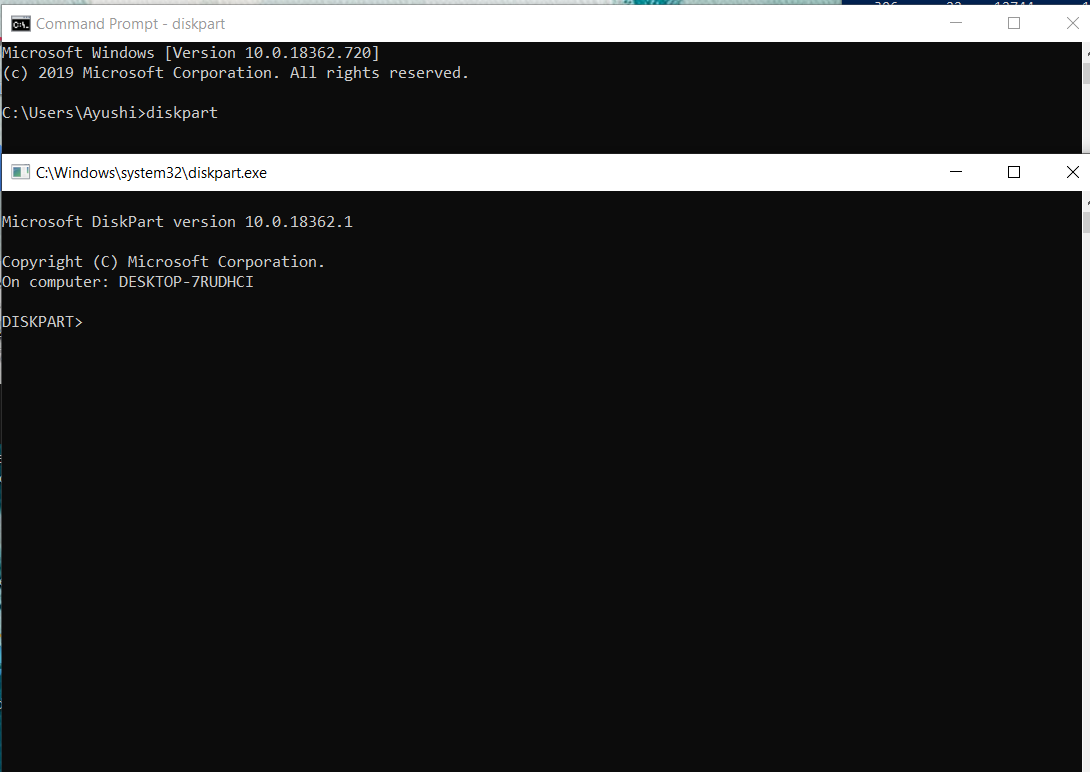 Command Prompt - diskpart
Microsoft Windows [Version 10.0.18362.720]
(c) 2019 Microsoft Corporation. All rights reserved.
C:\Users\Ayushi>diskpart
C:\Windows\system32\diskpart.exe
Microsoft DiskPart version 10.0.18362.1
Copyright (C) Microsoft Corporation.
On computer: DESKTOP-7RUDHCI
DISKPART>